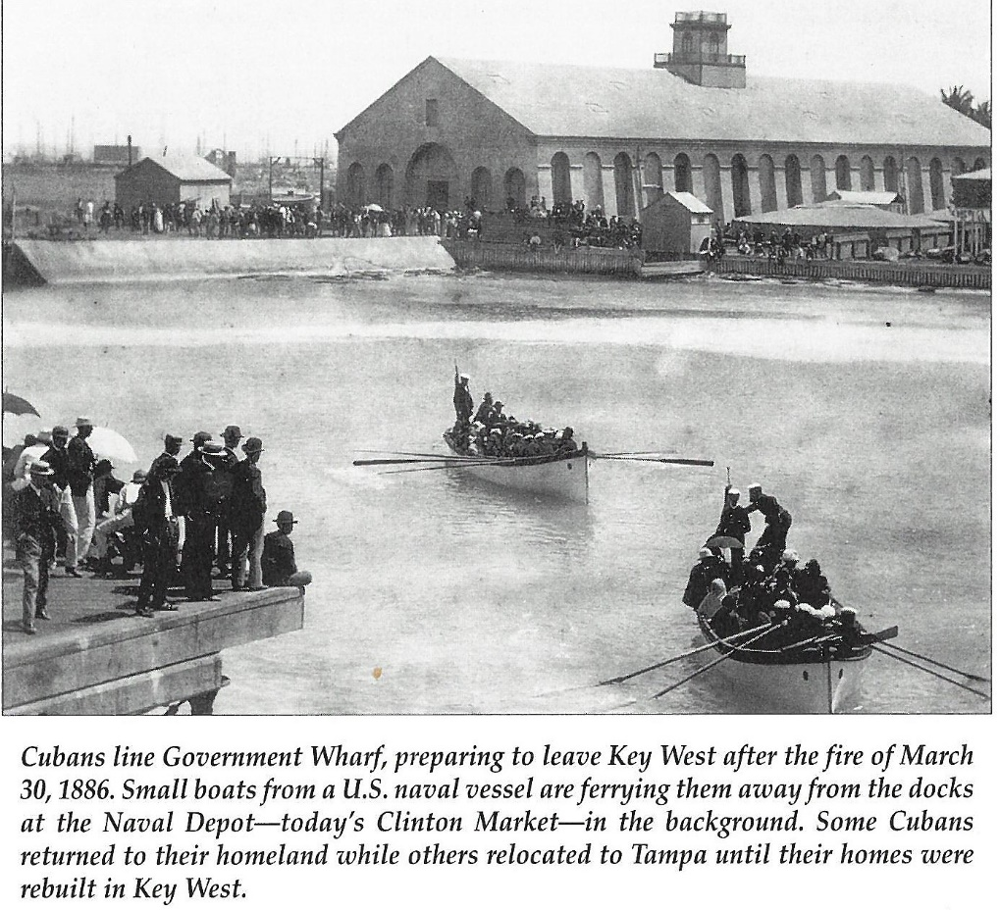 Cubans line Government Wharf, preparing to leave Key West after the fire of March
30, 1886. Small boats from a U.S. naval vessel are ferrying them away from the docks
at the Naval Depot—today's Clinton Market—in the background. Some Cubans
returned to their homeland while others relocated to Tampa until their homes were
rebuilt in Key West.